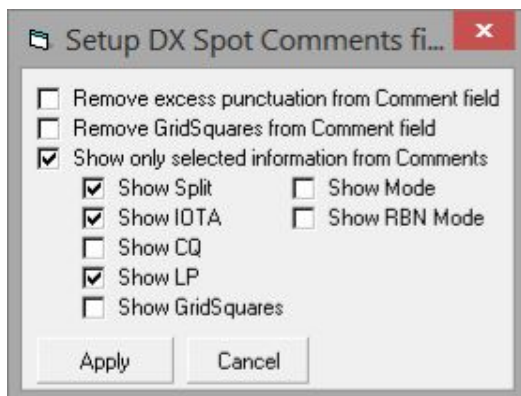 Setup DX Spot Comments fi...
Remove excess punctuation from Comment field
Remove GridSquares from Comment field
Show only selected information from Comments
Show Split Show Mode
Show IOTA Show RBN Mode
Show CQ
Show LP
Show GridSquares
Apply Cancel